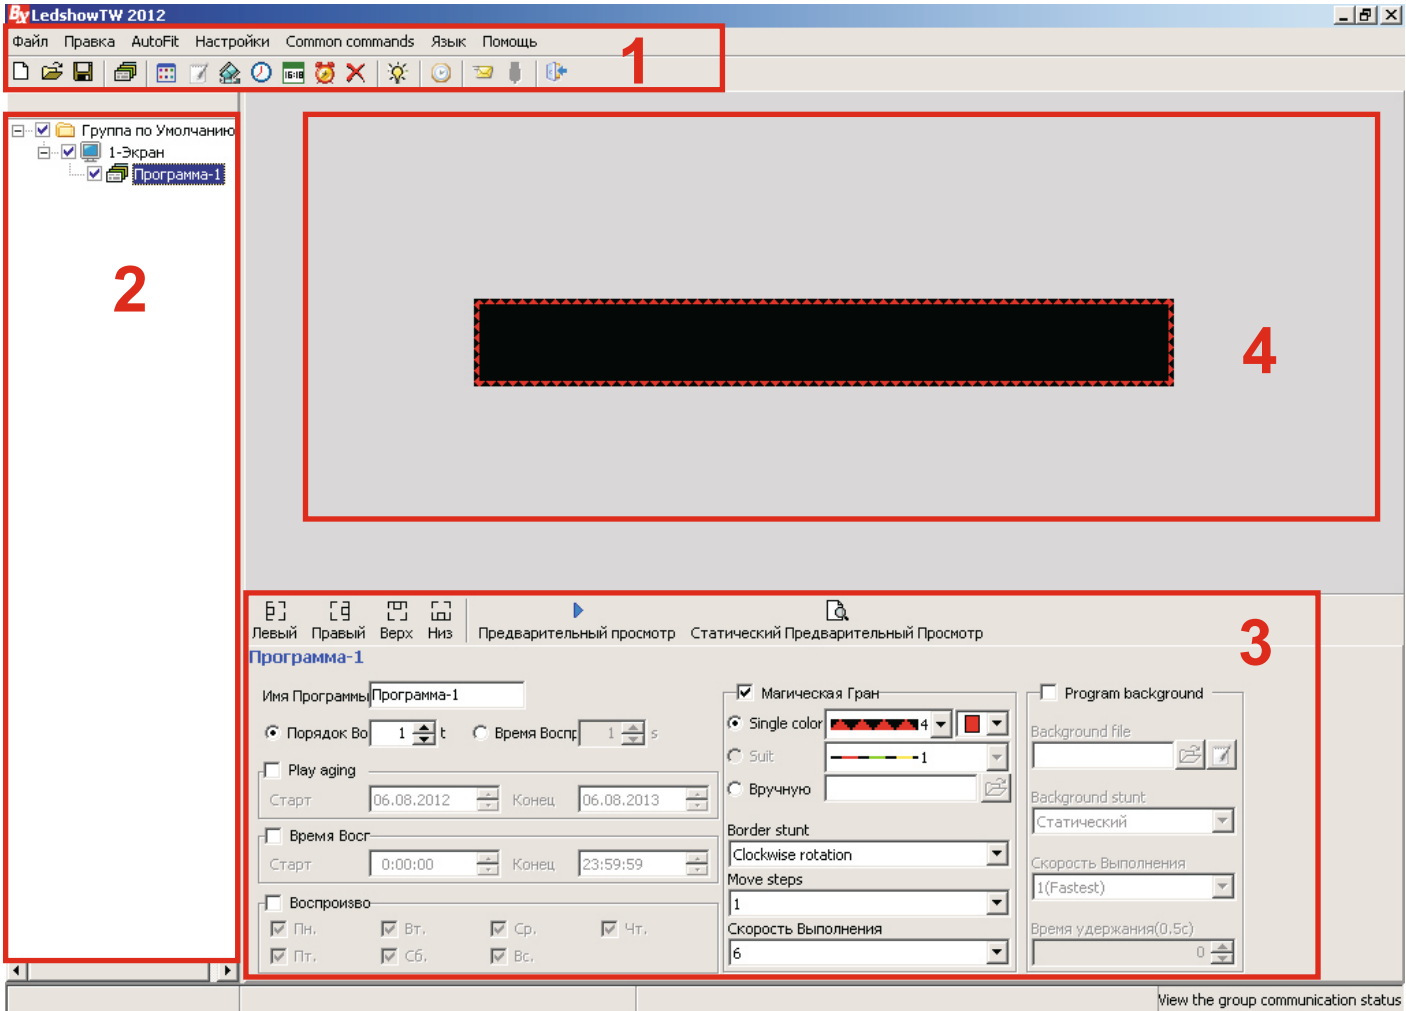 By LedshowTW 2012
Файл Правка AutoFit Настройки Common commands Язык Помощь
1
16:18
Группа по Умолчанию
1-Экран
Программа-1
2
4
3
Левый Правый Верх Низ Предварительный просмотр Статический Предварительный Просмотр
Программа-1
Имя Программы Программа-1
Порядок Во 1 t Время Воспр 1 s
Play aging
Старт 06.08.2012 Конец 06.08.2013
Время Восг
Старт 0:00:00 Конец 23:59:59
Воспроизво
Пн. Вт. Ср. Чт.
Пт. Сб. Вс.
Магическая Гран
Single color 4
Suit 1
Вручную
Border stunt
Clockwise rotation
Move steps
1
Скорость Выполнения
6
Program background
Background file
Background stunt
Статический
Скорость Выполнения
1(Fastest)
Время удержания(0.5с)
0
View the group communication status